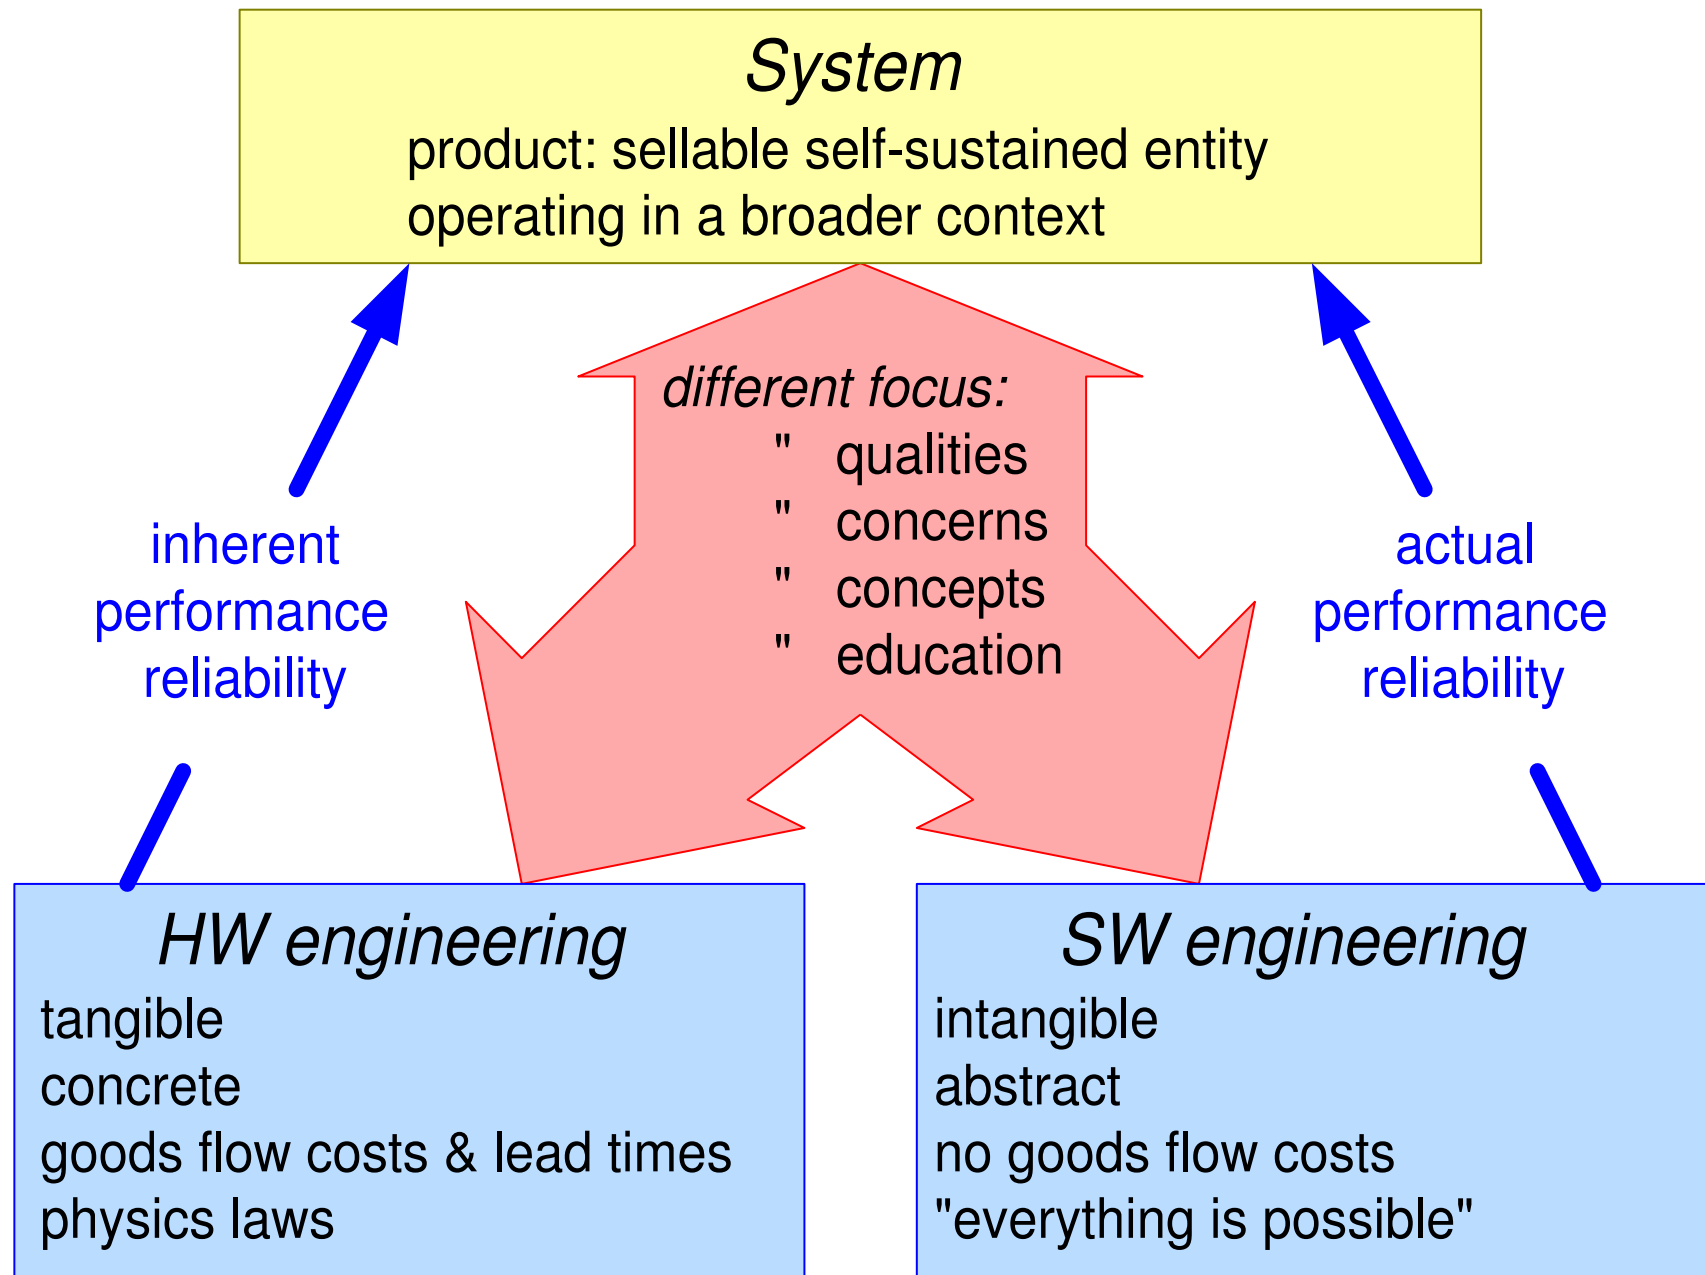 System
product: sellable self-sustained entity
operating in a broader context
different focus:
" qualities
" concerns
" concepts
" education
inherent
performance
reliability
actual
performance
reliability
HW engineering
tangible
concrete
goods flow costs & lead times
physics laws
SW engineering
intangible
abstract
no goods flow costs
"everything is possible"